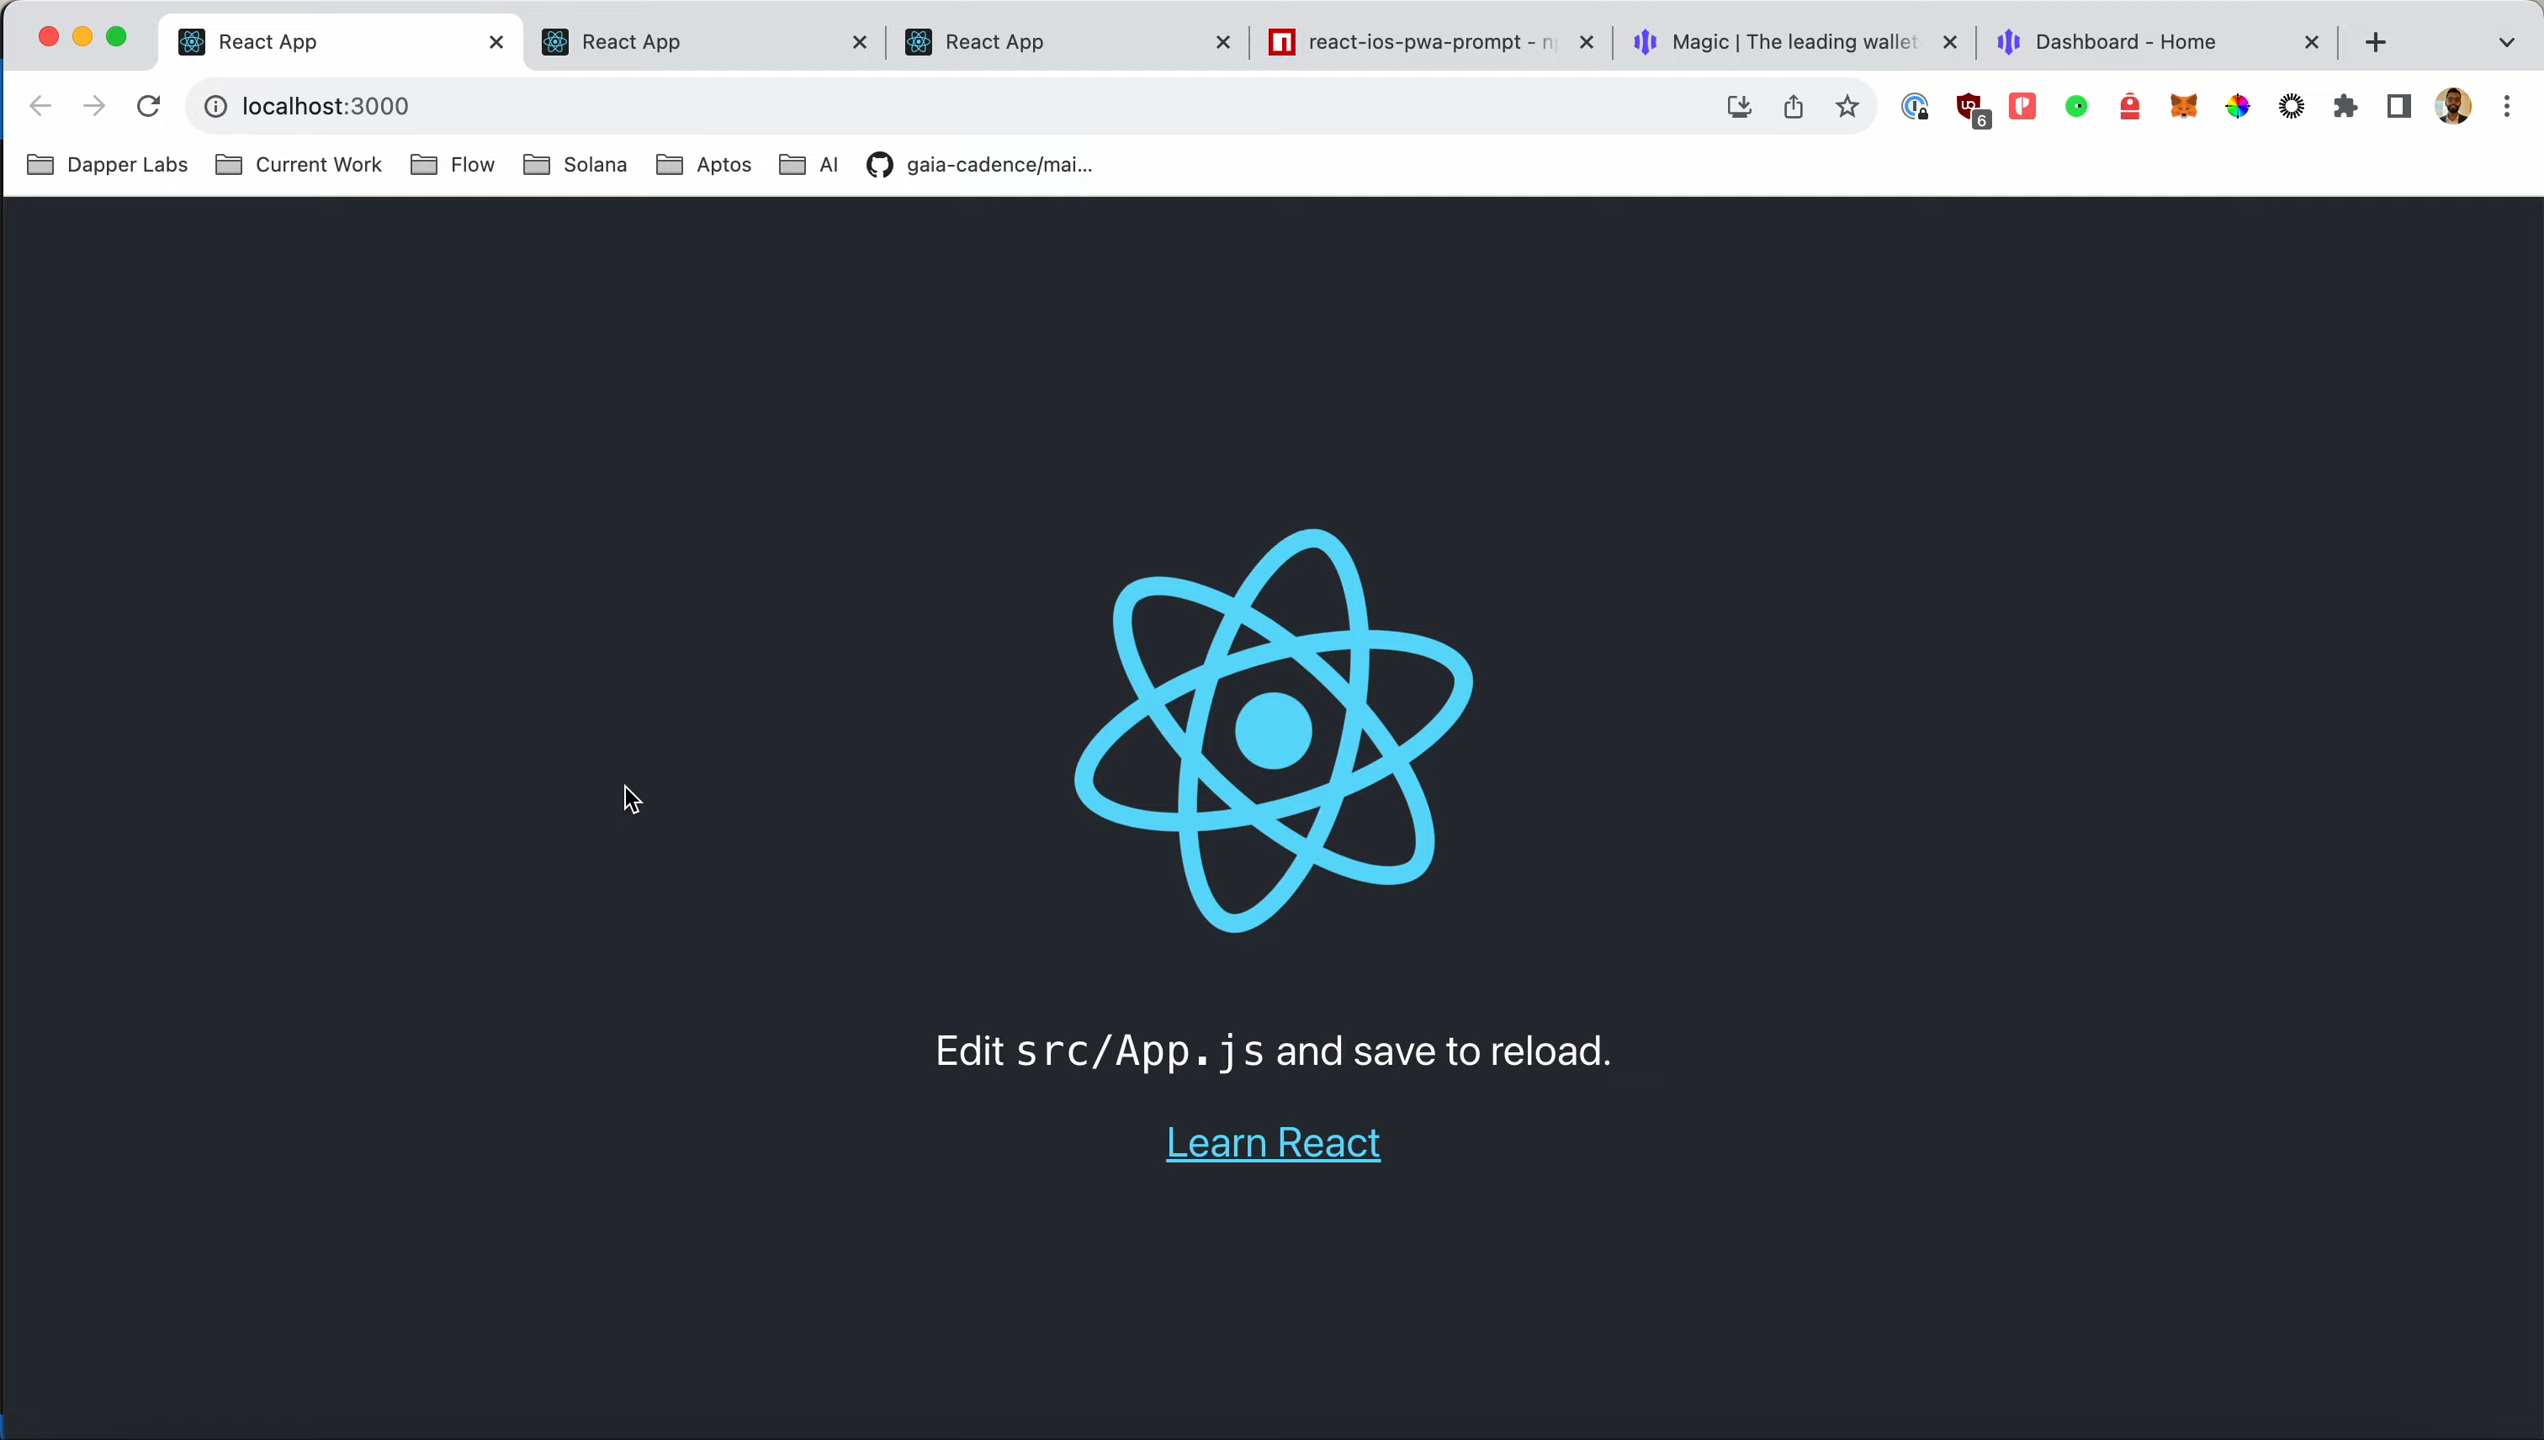 React App
React App
React App
react-ios-pwa-prompt - n
Magic | The leading wallet
Dashboard - Home
localhost:3000
6
Dapper Labs
Current Work
Flow
Solana
Aptos
AI
gaia-cadence/mai...
Edit src/App.js and save to reload.
Learn React